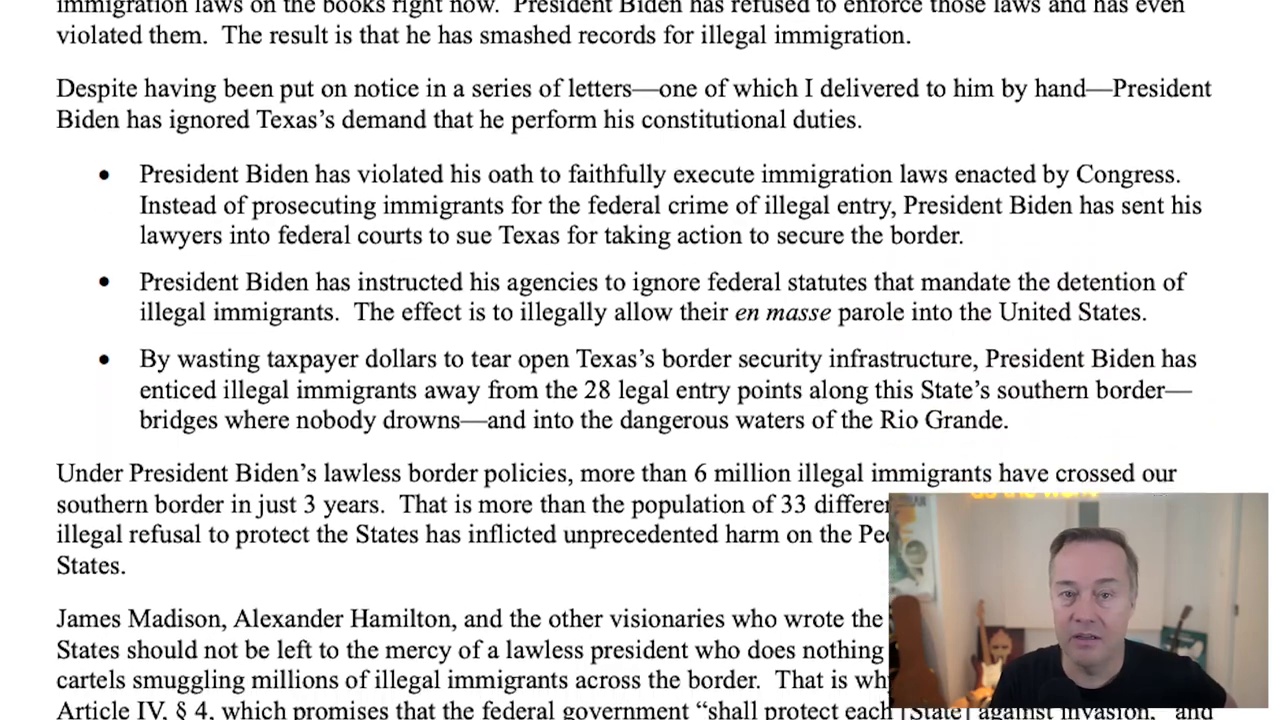 immigration laws on the books right now.  President Biden has refused to enforce those laws and has even
violated them.  The result is that he has smashed records for illegal immigration.
Despite having been put on notice in a series of letters—one of which I delivered to him by hand—President
Biden has ignored Texas’s demand that he perform his constitutional duties.
• President Biden has violated his oath to faithfully execute immigration laws enacted by Congress.
Instead of prosecuting immigrants for the federal crime of illegal entry, President Biden has sent his
lawyers into federal courts to sue Texas for taking action to secure the border.
• President Biden has instructed his agencies to ignore federal statutes that mandate the detention of
illegal immigrants.  The effect is to illegally allow their en masse parole into the United States.
• By wasting taxpayer dollars to tear open Texas’s border security infrastructure, President Biden has
enticed illegal immigrants away from the 28 legal entry points along this State’s southern border—
bridges where nobody drowns—and into the dangerous waters of the Rio Grande.
Under President Biden’s lawless border policies, more than 6 million illegal immigrants have crossed our
southern border in just 3 years.  That is more than the population of 33
illegal refusal to protect the States has inflicted unprecedented harm on the
States.
James Madison, Alexander Hamilton, and the other visionaries who wrote the
States should not be left to the mercy of a lawless president who does nothing
cartels smuggling millions of illegal immigrants across the border.  That is
Article IV, § 4, which promises that the federal government “shall protect each [State] against invasion,” and